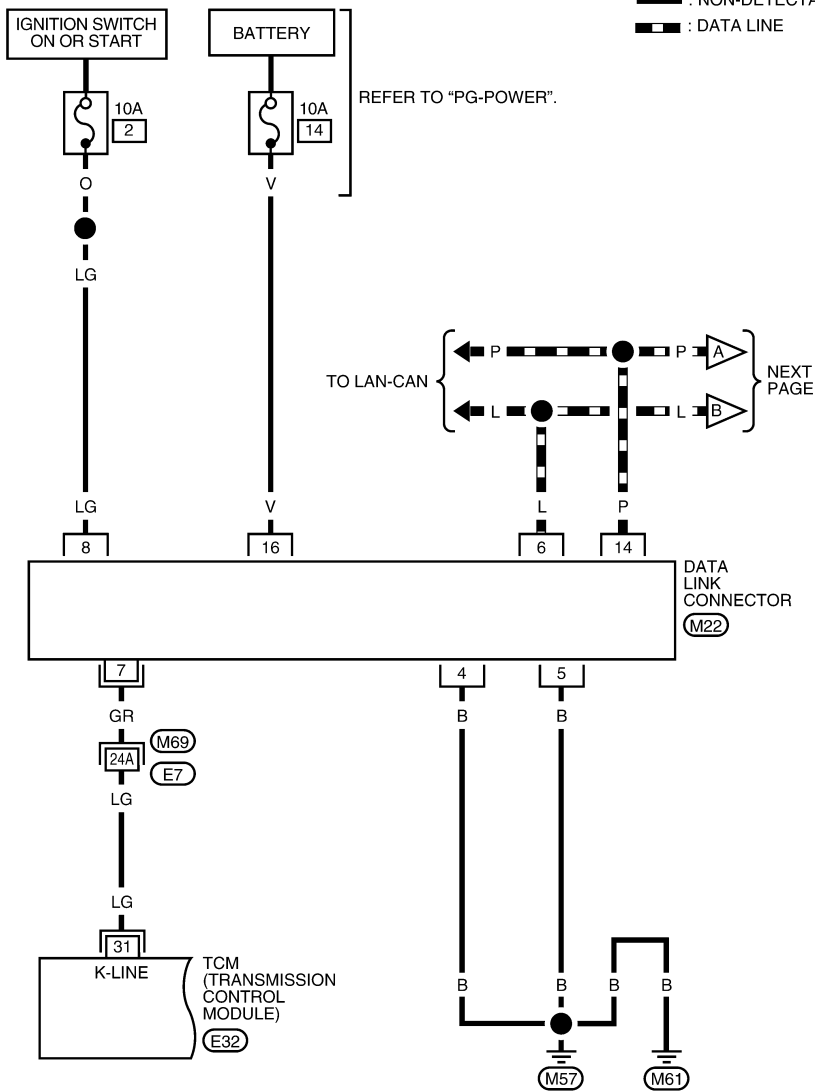 : NON-DETECTA
: DATA LINE
IGNITION SWITCH
ON OR START
BATTERY
REFER TO “PG-POWER”.
10A
2
10A
14
O
V
LG
P
P
A
TO LAN-CAN
NEXT
PAGE
L
L
B
LG
V
L
P
8
16
6
14
DATA
LINK
CONNECTOR
M22
7
4
5
GR
B
B
M69
24A
E7
LG
LG
31
K-LINE
TCM
(TRANSMISSION
CONTROL
MODULE)
E32
B
B
B
B
M57
M61